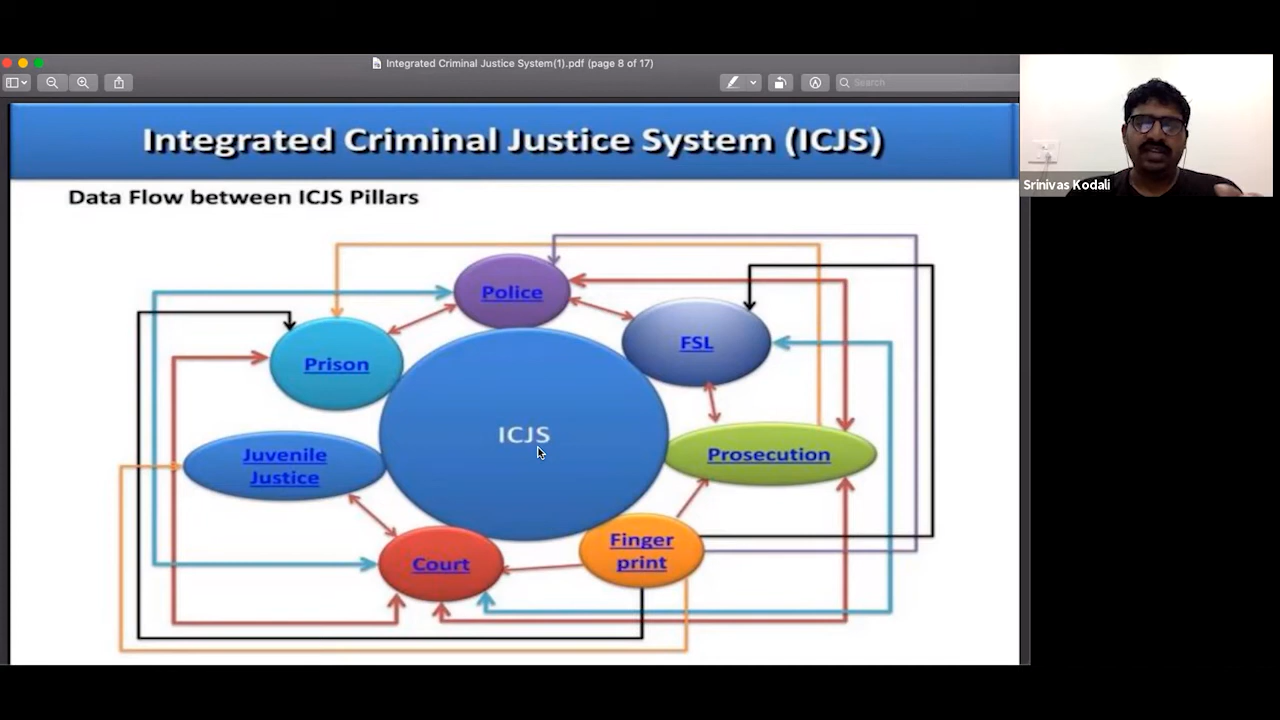 Integrated Criminal Justice System(1).pdf (page 8 of 17)
Search
Integrated Criminal Justice System (ICJS)
Data Flow between ICJS Pillars
Srinivas Kodali
Police
FSL
Prison
ICJS
Juvenile
Justice
Prosecution
Finger
print
Court